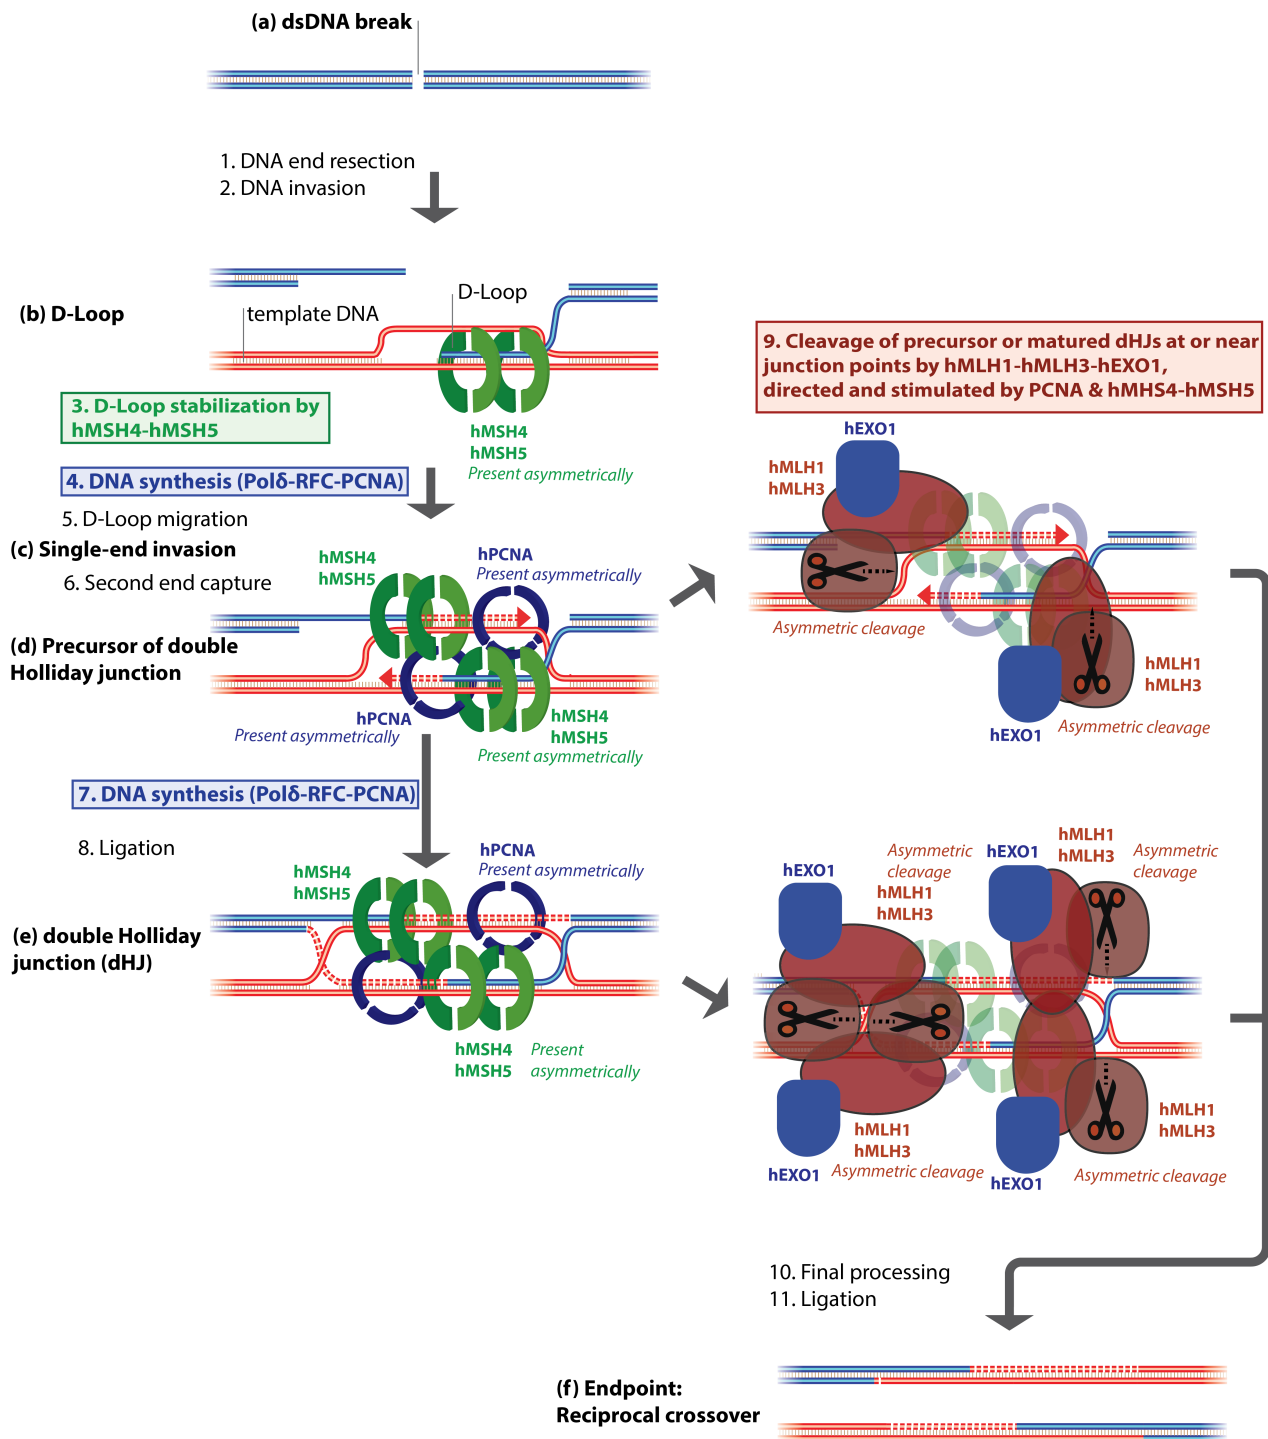 (a) dsDNA break
1. DNA end resection
2. DNA invasion
D-Loop
(b) D-Loop
template DNA
3. D-Loop stabilization by
hMSH4-hMSH5
hMSH4
hMSH5
Present asymmetrically
4. DNA synthesis (Polδ-RFC-PCNA)
5. D-Loop migration
(c) Single-end invasion
6. Second end capture
hMSH4
hMSH5
hPCNA
Present asymmetrically
(d) Precursor of double
Holliday junction
hPCNA
Present asymmetrically
hMSH4
hMSH5
Present asymmetrically
7. DNA synthesis (Polδ-RFC-PCNA)
8. Ligation
hMSH4
hMSH5
hPCNA
Present asymmetrically
(e) double Holliday
junction (dHJ)
hMSH4
hMSH5
Present
asymmetrically
9. Cleavage of precursor or matured dHJs at or near
junction points by hMLH1-hMLH3-hEXO1,
directed and stimulated by PCNA & hMHS4-hMSH5
hEXO1
hMLH1
hMLH3
Asymmetric cleavage
hMLH1
hMLH3
Asymmetric cleavage
hEXO1
hEXO1
Asymmetric
cleavage
hMLH1
hMLH3
hEXO1
hMLH1
hMLH3
Asymmetric
cleavage
hMLH1
hMLH3
Asymmetric cleavage
hEXO1
hMLH1
hMLH3
Asymmetric cleavage
hEXO1
10. Final processing
11. Ligation
(f) Endpoint:
Reciprocal crossover